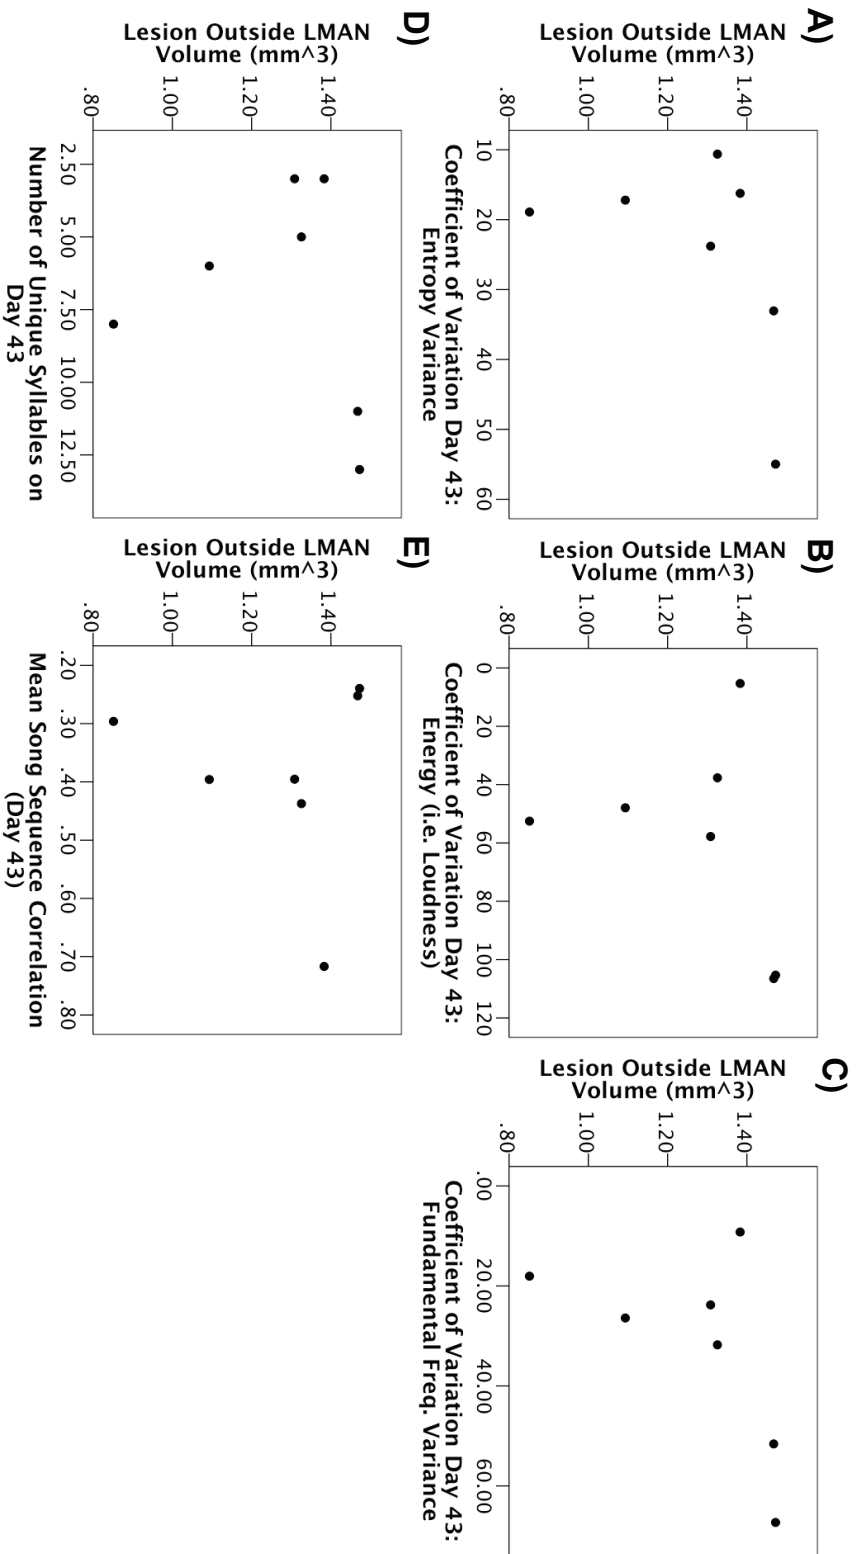 A)
Lesion Outside LMAN
Volume (mm^3)
1.40
1.20
1.00
.80
10
20
30
40
50
60
Coefficient of Variation Day 43:
Entropy Variance
B)
Lesion Outside LMAN
Volume (mm^3)
1.40
1.20
1.00
.80
0
20
40
60
80
100
120
Coefficient of Variation Day 43:
Energy (i.e. Loudness)
C)
Lesion Outside LMAN
Volume (mm^3)
1.40
1.20
1.00
.80
.00
20.00
40.00
60.00
Coefficient of Variation Day 43:
Fundamental Freq. Variance
D)
Lesion Outside LMAN
Volume (mm^3)
1.40
1.20
1.00
.80
2.50
5.00
7.50
10.00
12.50
Number of Unique Syllables on
Day 43
E)
Lesion Outside LMAN
Volume (mm^3)
1.40
1.20
1.00
.80
.20
.30
.40
.50
.60
.70
.80
Mean Song Sequence Correlation
(Day 43)